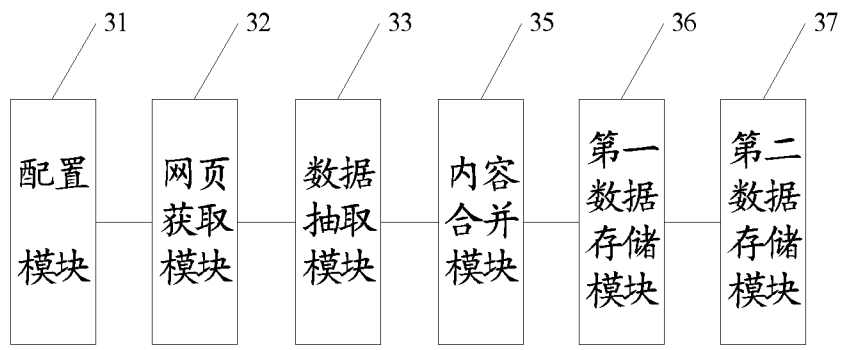 31
32
33
35
36
37
配置
模块
网页
获取
模块
数据
抽取
模块
内容
合并
模块
第一
数据
存储
模块
第二
数据
存储
模块